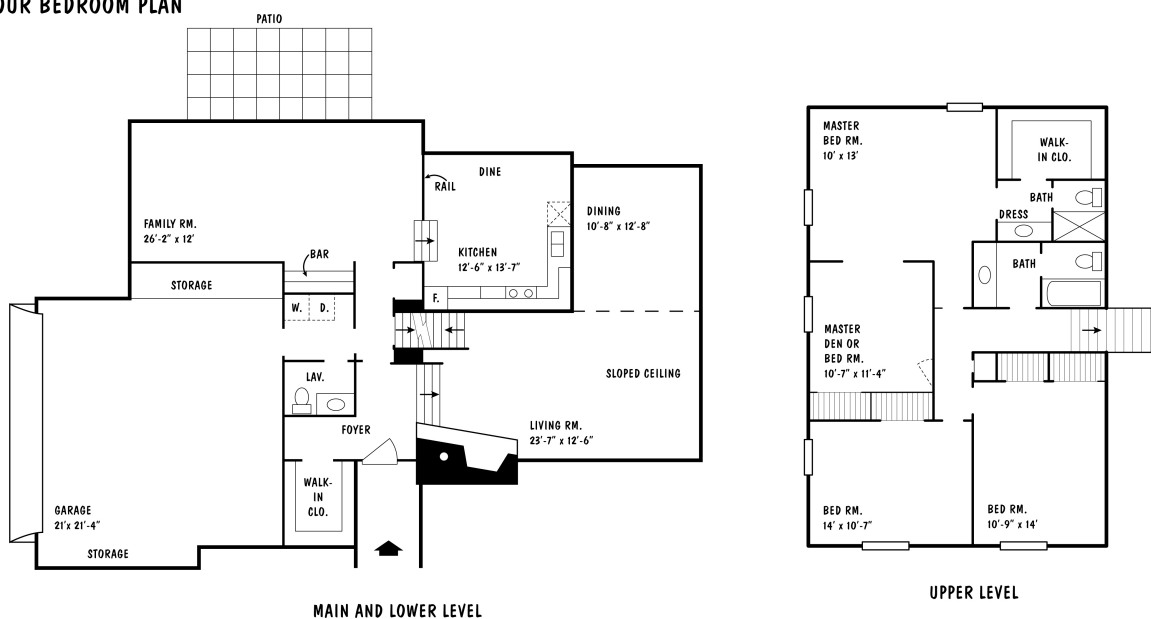 OUR BEDROOM PLAN
PATIO
DINE
RAIL
FAMILY RM.
26'-2" x 12'
BAR
KITCHEN
12'-6" x 13'-7"
DINING
10'-8" x 12'-8"
STORAGE
W. D.
F.
LAV.
SLOPED CEILING
FOYER
LIVING RM.
23'-7" x 12'-6"
WALK-
IN
CLO.
GARAGE
21'x 21'-4"
STORAGE
MAIN AND LOWER LEVEL
MASTER
BED RM.
10' x 13'
WALK-
IN CLO.
BATH
DRESS
BATH
MASTER
DEN OR
BED RM.
10'-7" x 11'-4"
BED RM.
14' x 10'-7"
BED RM.
10'-9" x 14'
UPPER LEVEL